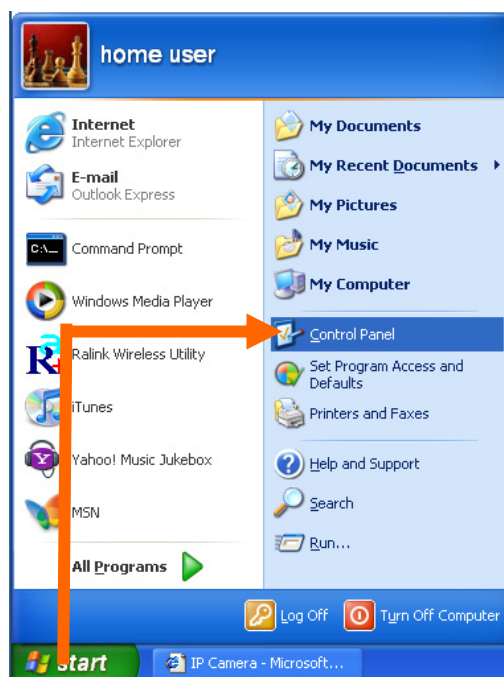 home user
Internet
Internet Explorer
E-mail
Outlook Express
C:\_
Command Prompt
Windows Media Player
Ralink Wireless Utility
iTunes
Yahoo! Music Jukebox
MSN
All Programs
My Documents
My Recent Documents
My Pictures
My Music
My Computer
Control Panel
Set Program Access and
Defaults
Printers and Faxes
Help and Support
Search
Run...
Log Off
Turn Off Computer
start
IP Camera - Microsoft...